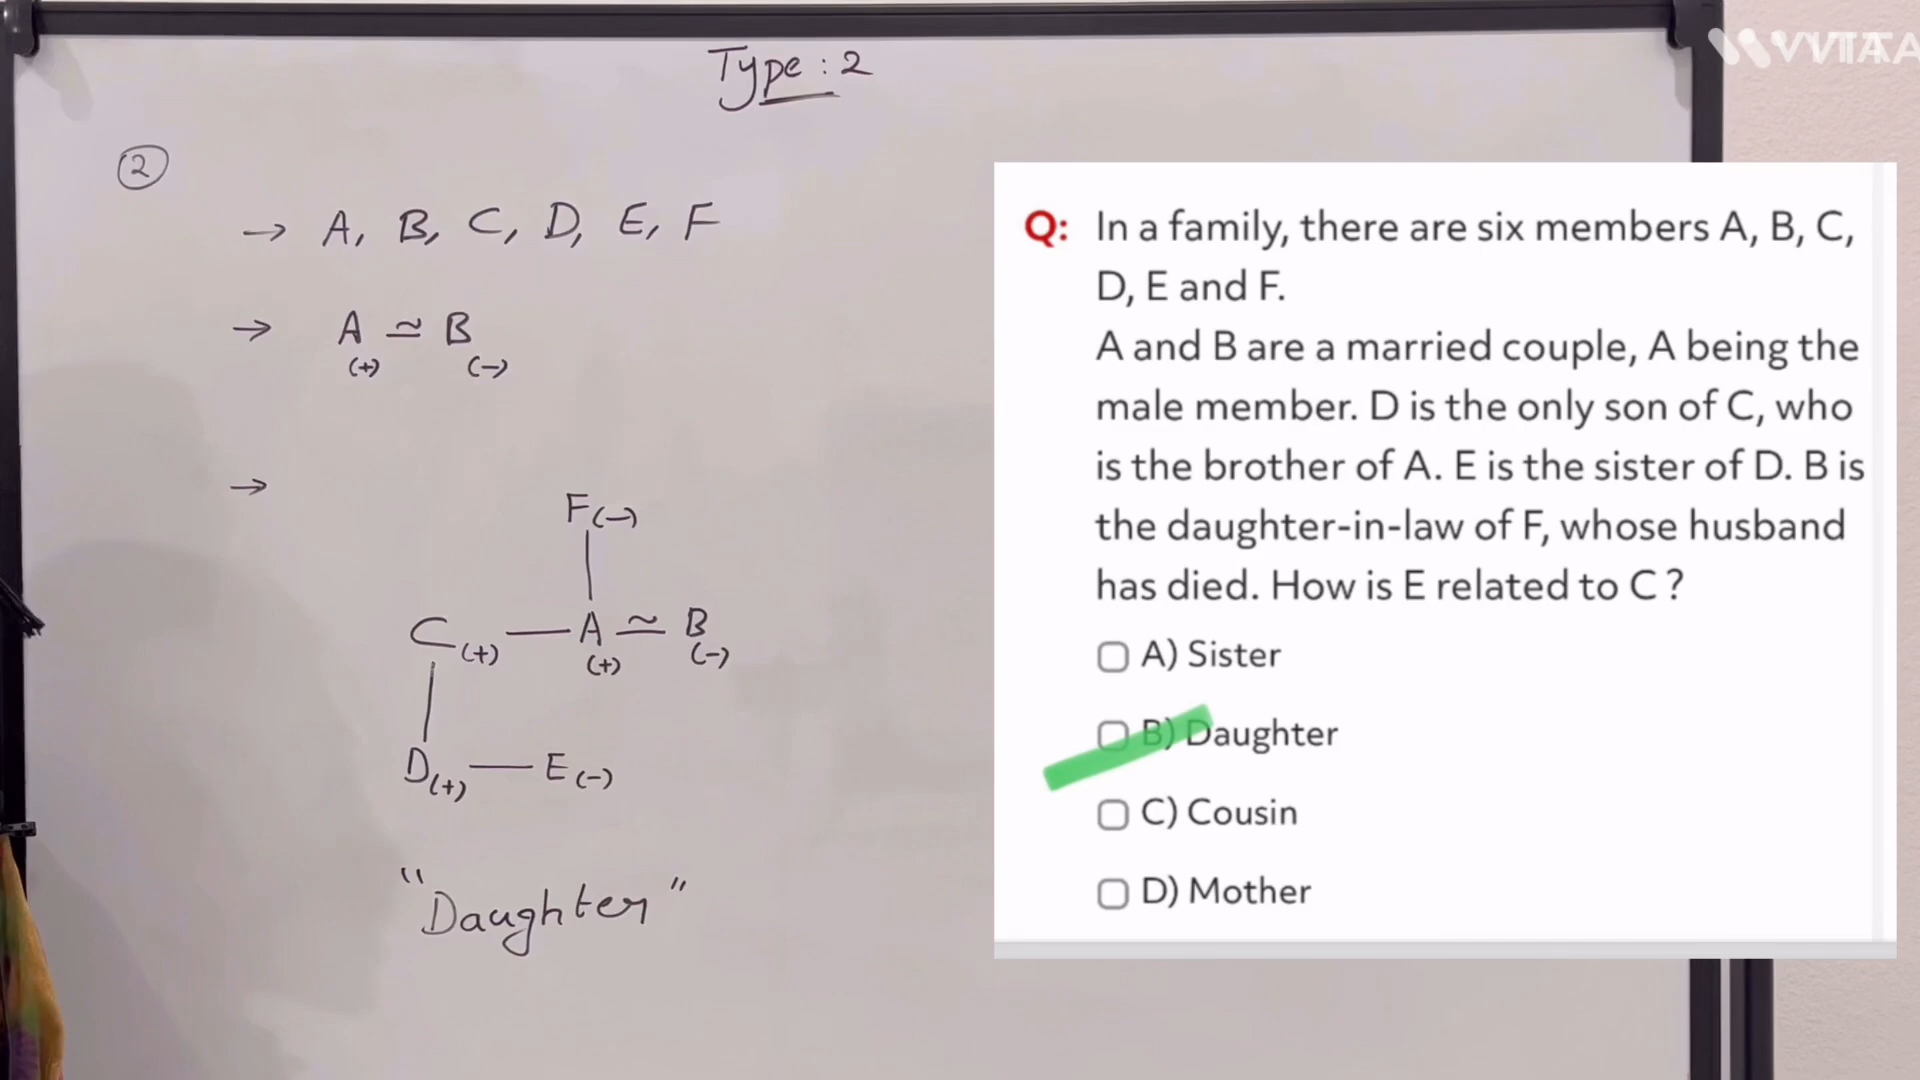 Type : 2
2
→ A, B, C, D, E, F
→ A ≃ B
(+) (-)
→
F(-)
C(+) — A ≃ B
(+) (-)
D(+) — E(-)
"Daughter"
Q: In a family, there are six members A, B, C,
D, E and F.
A and B are a married couple, A being the
male member. D is the only son of C, who
is the brother of A. E is the sister of D. B is
the daughter-in-law of F, whose husband
has died. How is E related to C ?
A) Sister
B) Daughter
C) Cousin
D) Mother